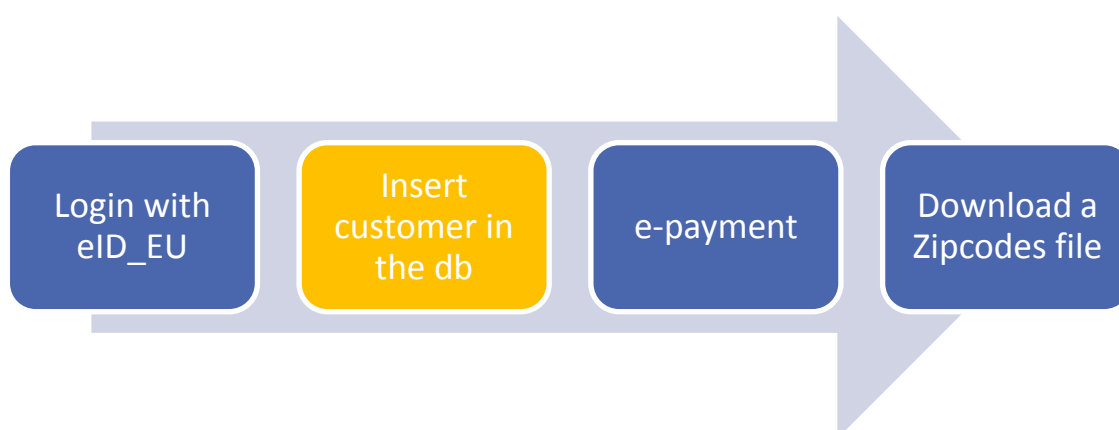 Login with
eID_EU
Insert
customer in
the db
e-payment
Download a
Zipcodes file